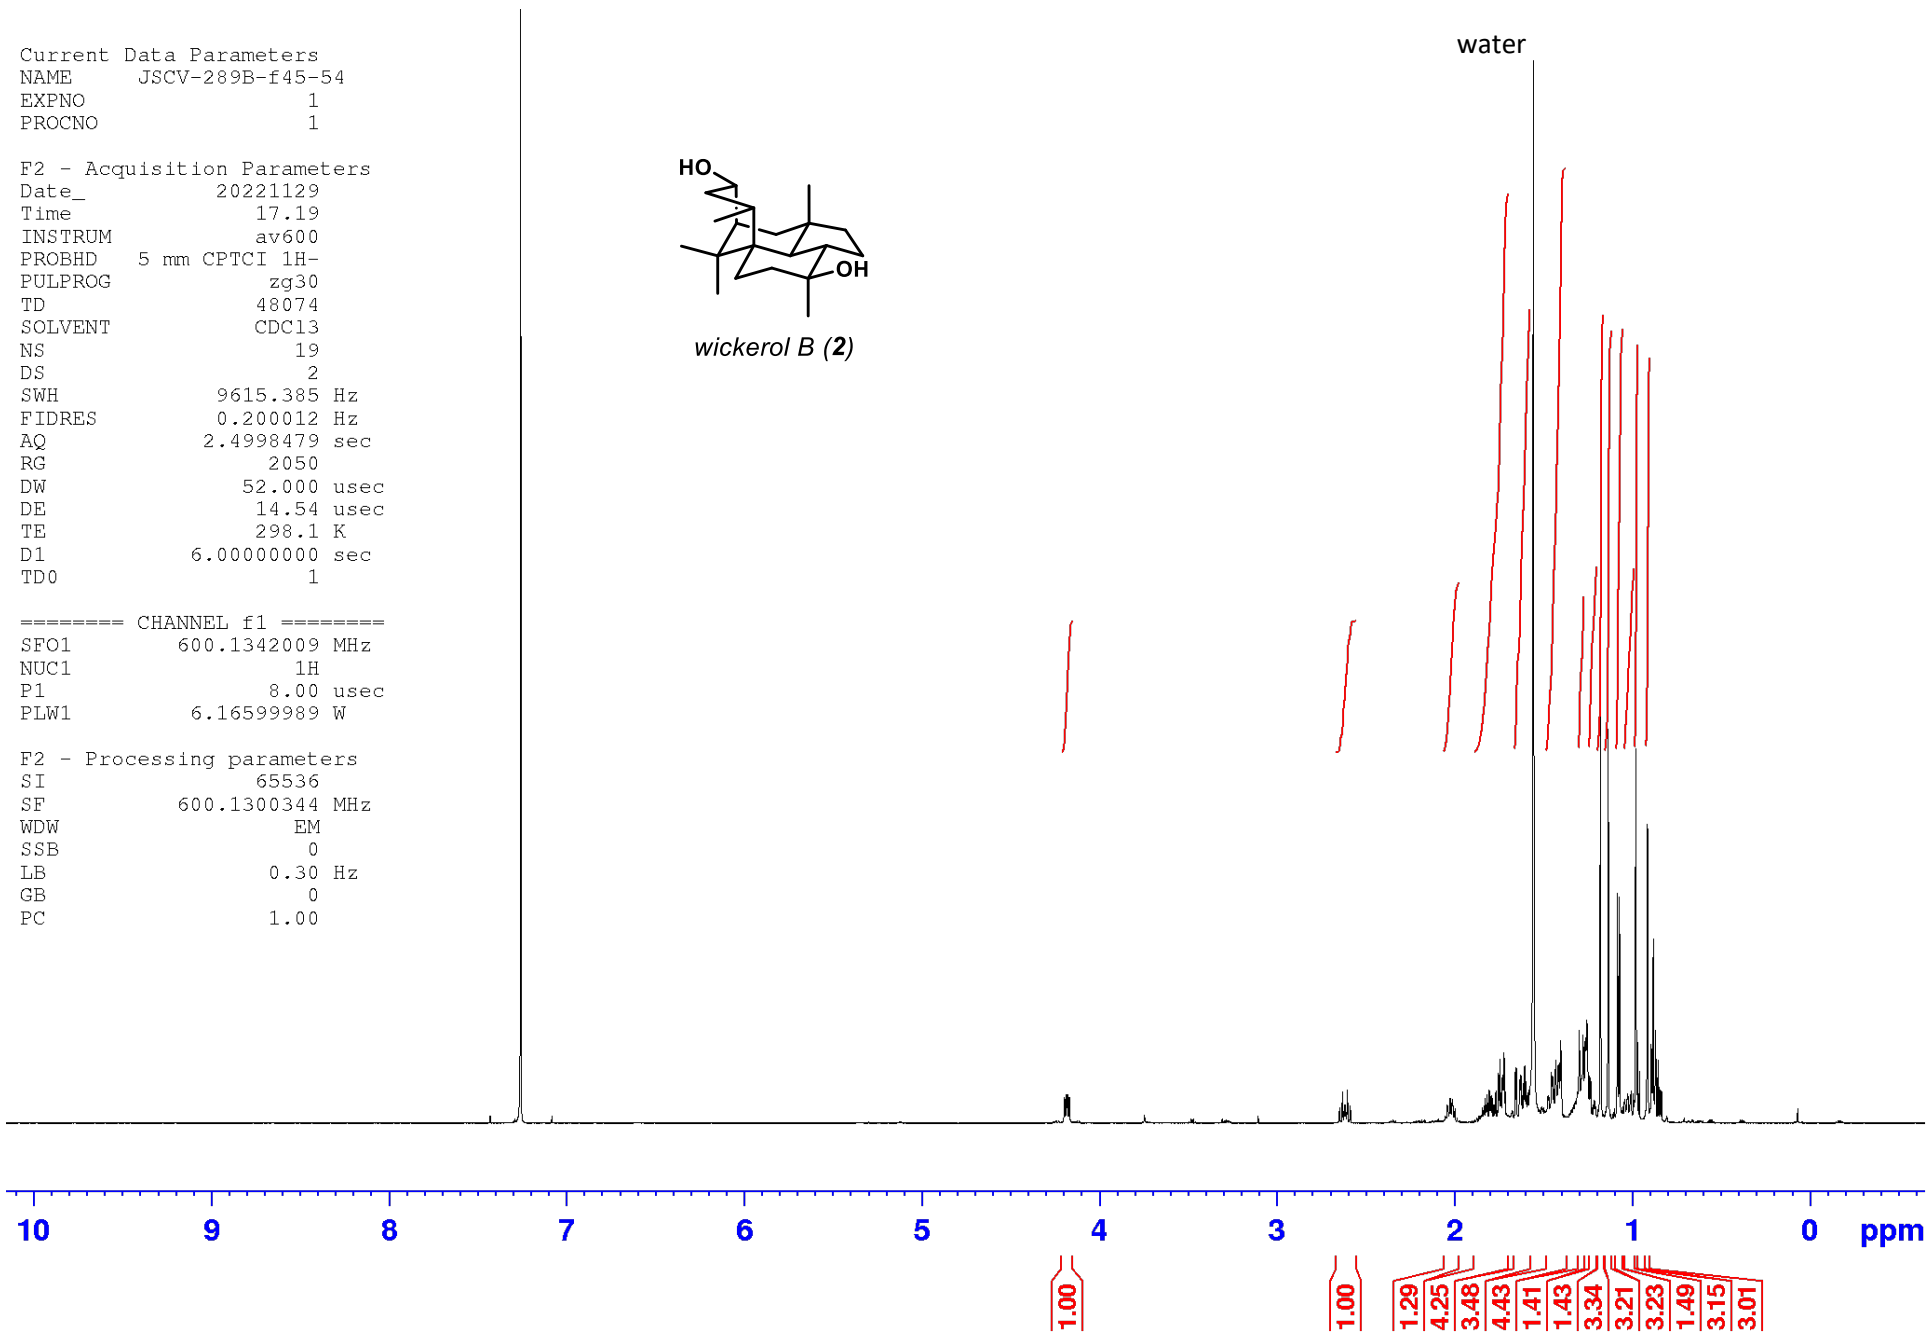 Current Data Parameters
NAME JSCV-289B-f45-54
EXPNO 1
PROCNO 1
F2 - Acquisition Parameters
Date_ 20221129
Time 17.19
INSTRUM av600
PROBHD 5 mm CPTCI 1H-
PULPROG zg30
TD 48074
SOLVENT CDCl3
NS 19
DS 2
SWH 9615.385 Hz
FIDRES 0.200012 Hz
AQ 2.4998479 sec
RG 2050
DW 52.000 usec
DE 14.54 usec
TE 298.1 K
D1 6.00000000 sec
TD0 1
======== CHANNEL f1 ========
SFO1 600.1342009 MHz
NUC1 1H
P1 8.00 usec
PLW1 6.16599989 W
F2 - Processing parameters
SI 65536
SF 600.1300344 MHz
WDW EM
SSB 0
LB 0.30 Hz
GB 0
PC 1.00
water
HO
OH
wickerol B (2)
10 9 8 7 6 5 4 3 2 1 0 ppm
1.00
1.00
1.29
4.25
3.48
4.43
1.41
1.43
3.34
3.21
3.23
1.49
3.15
3.01